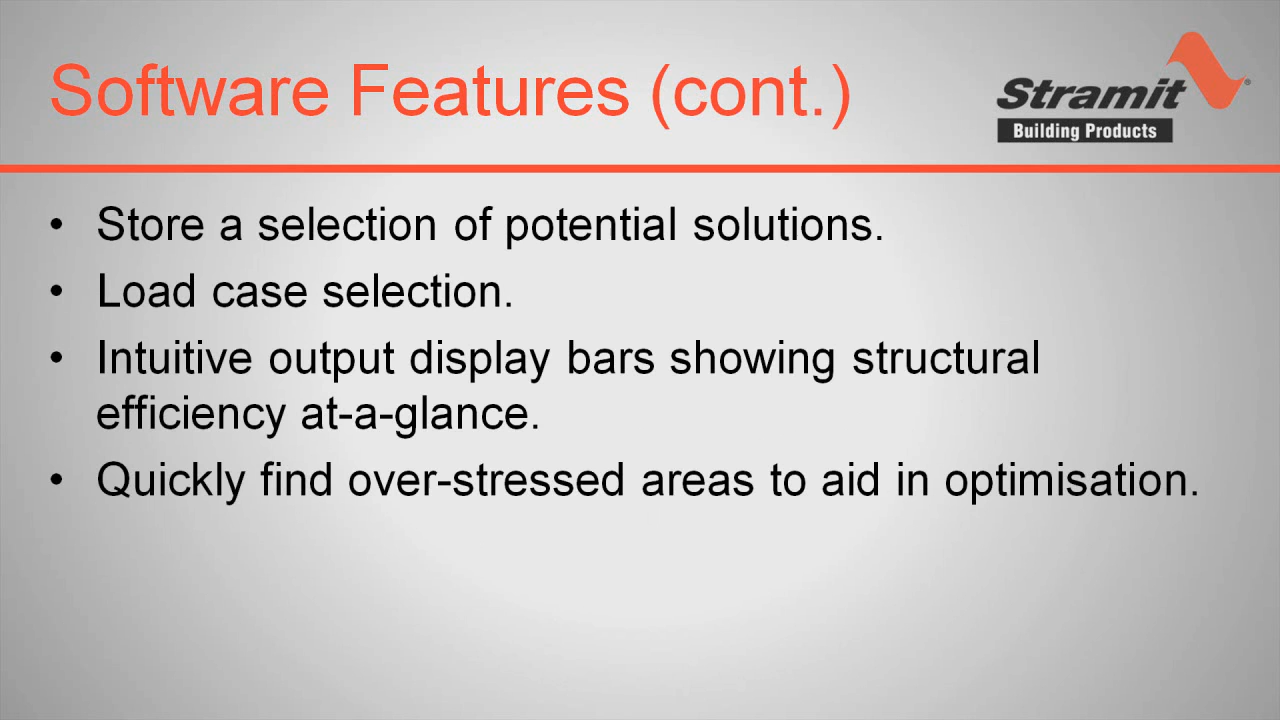 Software Features (cont.)
Stramit®
Building Products
• Store a selection of potential solutions.
• Load case selection.
• Intuitive output display bars showing structural
efficiency at-a-glance.
• Quickly find over-stressed areas to aid in optimisation.